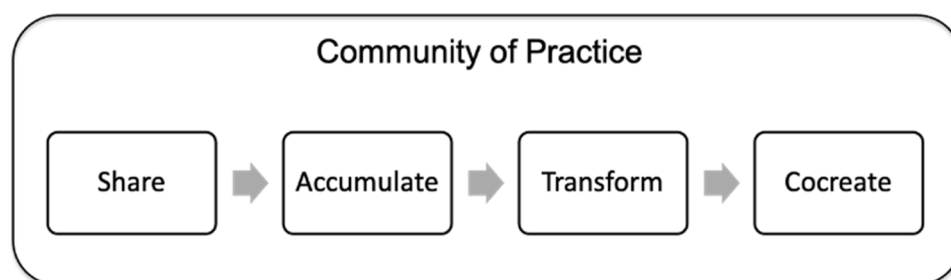 Community of Practice
Share
Accumulate
Transform
Cocreate